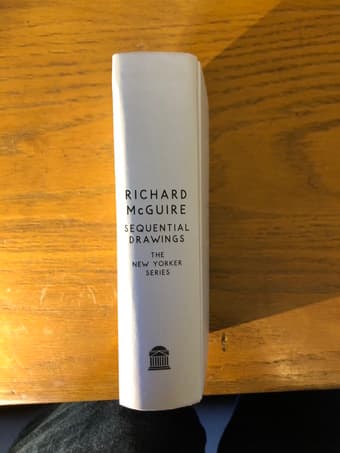 RICHARD
McGUIRE
SEQUENTIAL
DRAWINGS
THE
NEW YORKER
SERIES